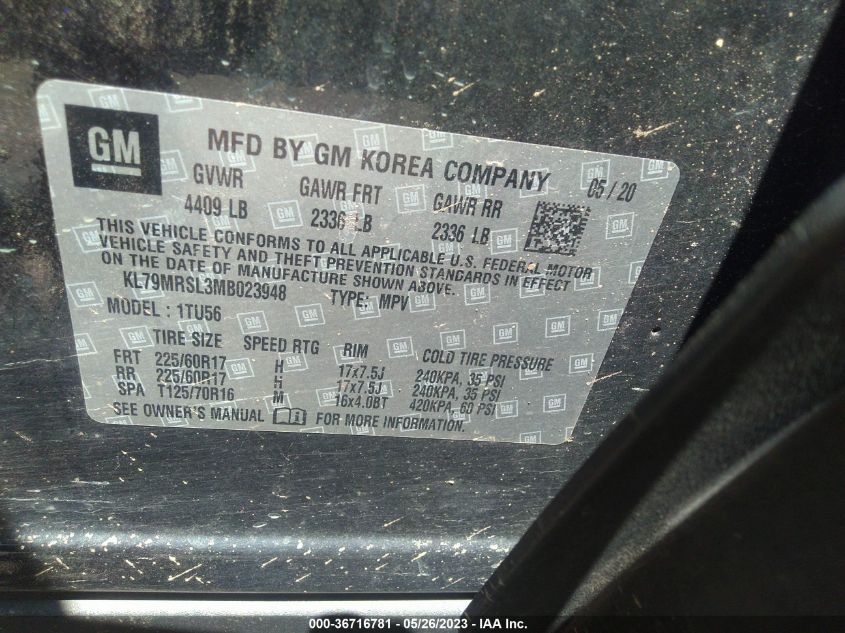 GM MFD BY GM KOREA COMPANY 05/20
GVWR GAWR FRT GAWR RR
4409 LB 2336 LB 2336 LB
THIS VEHICLE CONFORMS TO ALL APPLICABLE U.S. FEDERAL MOTOR
VEHICLE SAFETY AND THEFT PREVENTION STANDARDS IN EFFECT
ON THE DATE OF MANUFACTURE SHOWN ABOVE.
KL79MRSL3MB023948 TYPE: MPV
MODEL : 1TU56
TIRE SIZE SPEED RTG RIM COLD TIRE PRESSURE
FRT 225/60R17 H 17x7.5J 240KPA, 35 PSI
RR 225/60R17 H 17x7.5J 240KPA, 35 PSI
SPA T125/70R16 M 16x4.0BT 420KPA, 60 PSI
SEE OWNER'S MANUAL FOR MORE INFORMATION.
000-36716781 - 05/26/2023 - IAA Inc.